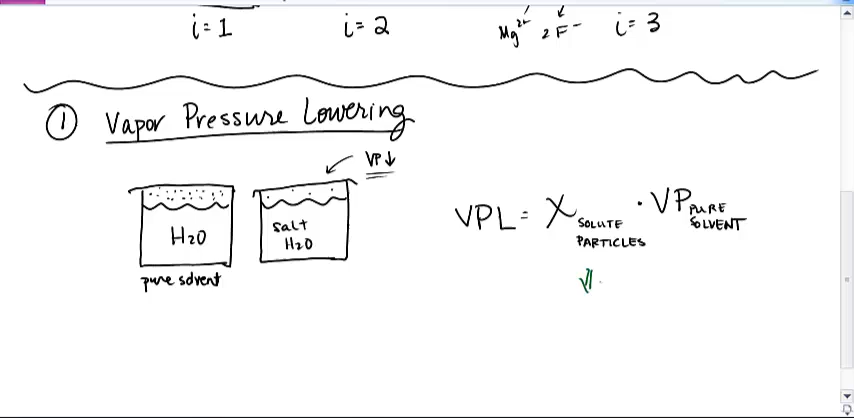 i = 1 i = 2 Mg²⁺ 2 F⁻ i = 3
① Vapor Pressure Lowering
VP↓
H2O
pure solvent
salt
H2O
VPL = X SOLUTE PARTICLES · VP PURE SOLVENT